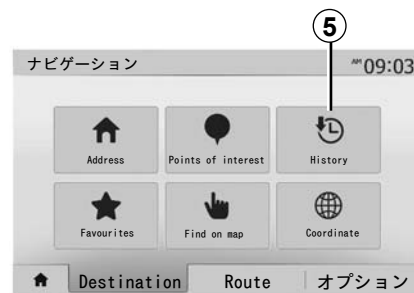 5
ナビゲーション AM 09:03
Address Points of interest History
Favourites Find on map Coordinate
Destination Route オプション